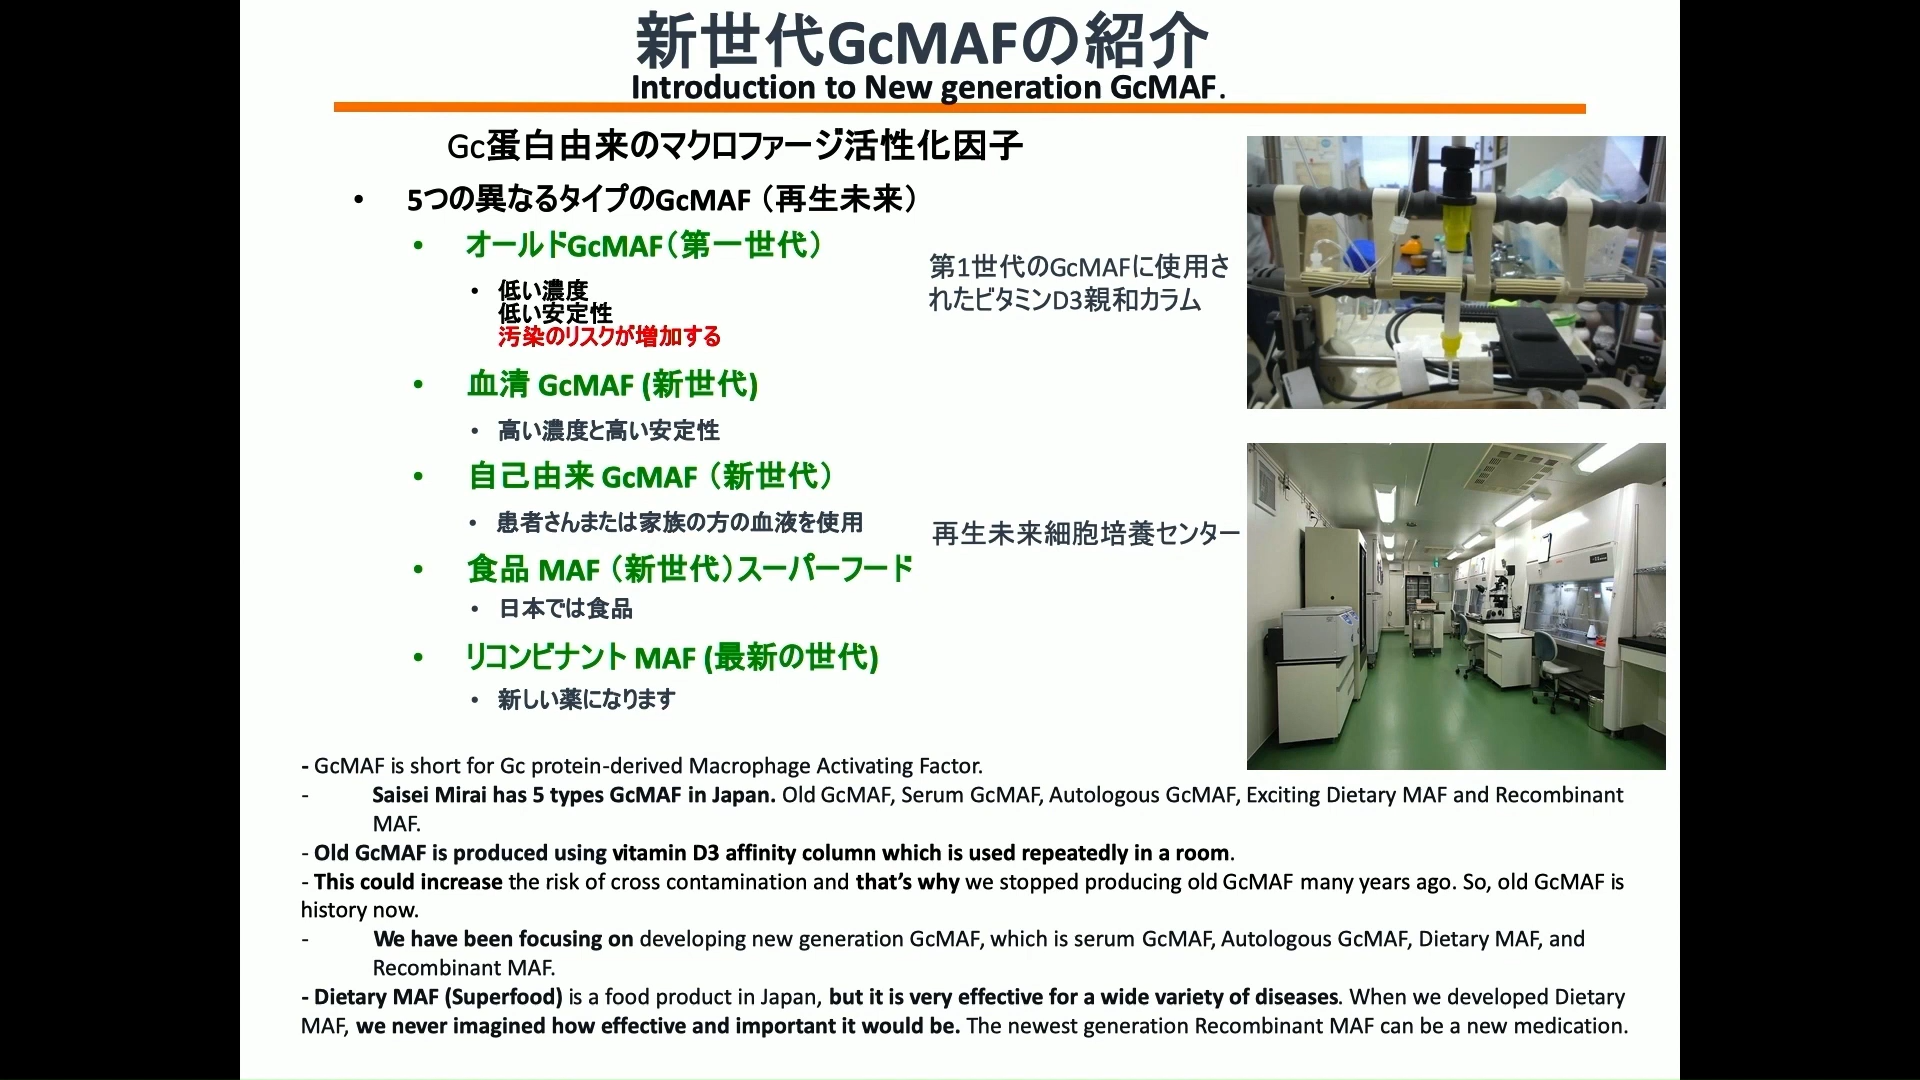 新世代GcMAFの紹介
Introduction to New generation GcMAF.
Gc蛋白由来のマクロファージ活性化因子
• 5つの異なるタイプのGcMAF（再生未来）
• オールドGcMAF（第一世代）
• 低い濃度
低い安定性
汚染のリスクが増加する
第1世代のGcMAFに使用さ
れたビタミンD3親和カラム
• 血清 GcMAF (新世代)
• 高い濃度と高い安定性
• 自己由来 GcMAF（新世代）
• 患者さんまたは家族の方の血液を使用
再生未来細胞培養センター
• 食品 MAF（新世代）スーパーフード
• 日本では食品
• リコンビナント MAF (最新の世代)
• 新しい薬になります
- GcMAF is short for Gc protein-derived Macrophage Activating Factor.
- Saisei Mirai has 5 types GcMAF in Japan. Old GcMAF, Serum GcMAF, Autologous GcMAF, Exciting Dietary MAF and Recombinant
MAF.
- Old GcMAF is produced using vitamin D3 affinity column which is used repeatedly in a room.
- This could increase the risk of cross contamination and that’s why we stopped producing old GcMAF many years ago. So, old GcMAF is
history now.
- We have been focusing on developing new generation GcMAF, which is serum GcMAF, Autologous GcMAF, Dietary MAF, and
Recombinant MAF.
- Dietary MAF (Superfood) is a food product in Japan, but it is very effective for a wide variety of diseases. When we developed Dietary
MAF, we never imagined how effective and important it would be. The newest generation Recombinant MAF can be a new medication.